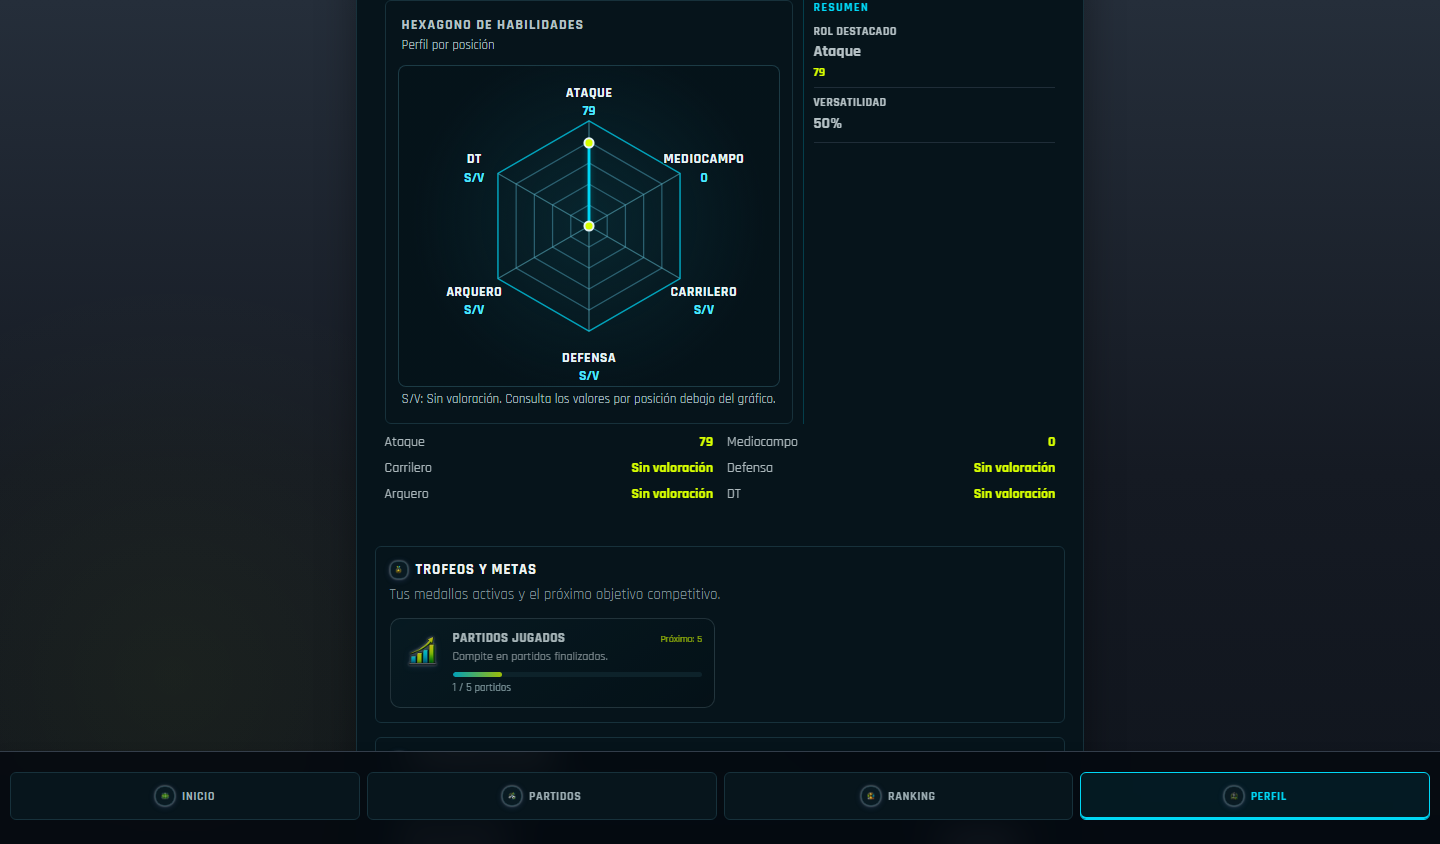 HEXAGONO DE HABILIDADES
Perfil por posición
ATAQUE
79
DT
S/V
MEDIOCAMPO
0
ARQUERO
S/V
CARRILERO
S/V
DEFENSA
S/V
S/V: Sin valoración. Consulta los valores por posición debajo del gráfico.
RESUMEN
ROL DESTACADO
Ataque
79
VERSATILIDAD
50%
Ataque 79 Mediocampo 0
Carrilero Sin valoración Defensa Sin valoración
Arquero Sin valoración DT Sin valoración
TROFEOS Y METAS
Tus medallas activas y el próximo objetivo competitivo.
PARTIDOS JUGADOS Próximo: 5
Compite en partidos finalizados.
1 / 5 partidos
INICIO PARTIDOS RANKING PERFIL